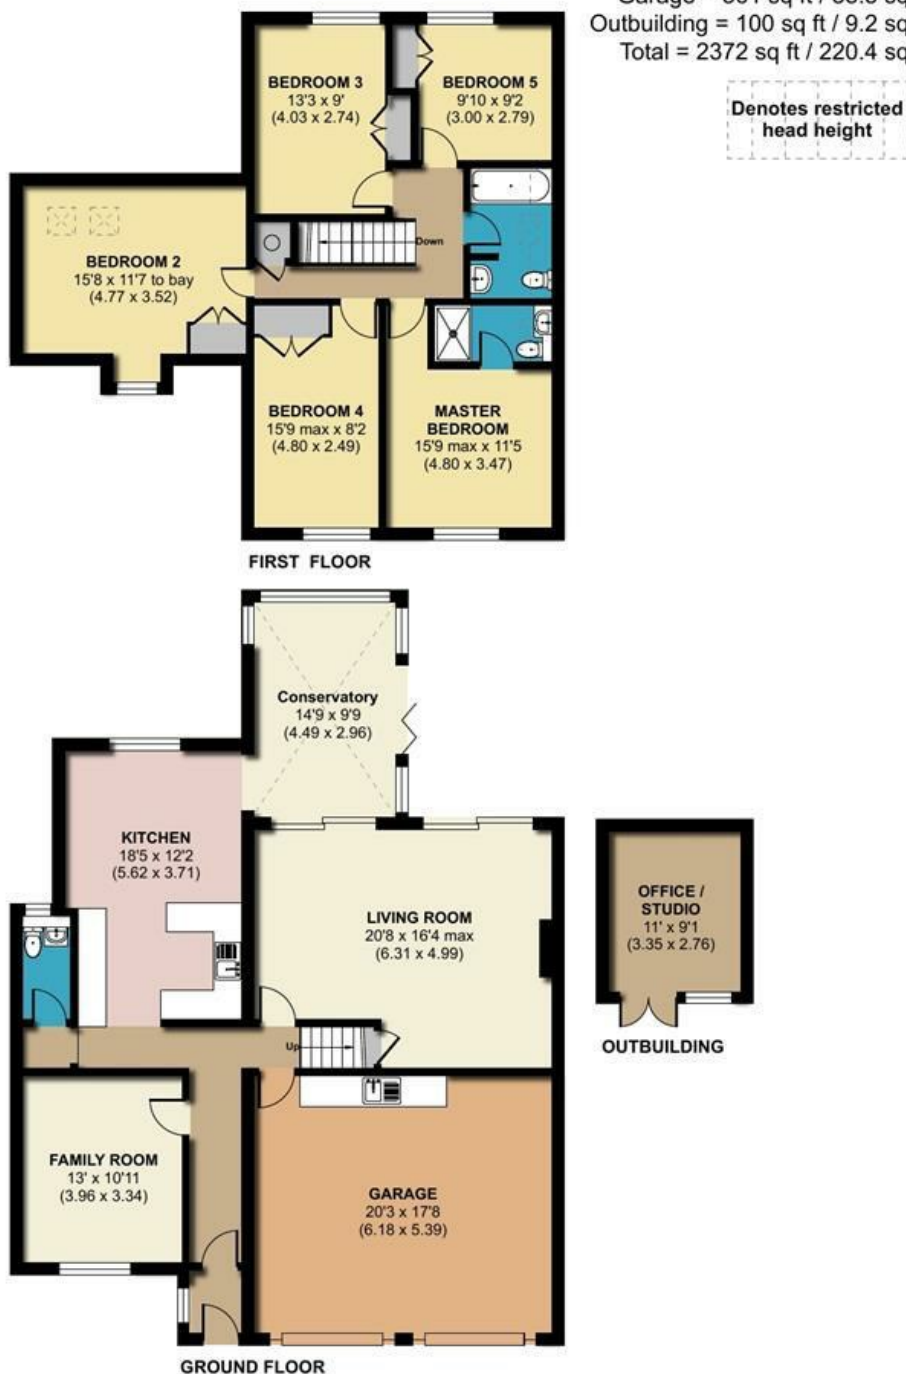 Outbuilding = 100 sq ft / 9.2 sq
Total = 2372 sq ft / 220.4 sq
Denotes restricted
head height
BEDROOM 3
13'3 x 9'
(4.03 x 2.74)
BEDROOM 5
9'10 x 9'2
(3.00 x 2.79)
BEDROOM 2
15'8 x 11'7 to bay
(4.77 x 3.52)
Down
BEDROOM 4
15'9 max x 8'2
(4.80 x 2.49)
MASTER
BEDROOM
15'9 max x 11'5
(4.80 x 3.47)
FIRST FLOOR
Conservatory
14'9 x 9'9
(4.49 x 2.96)
KITCHEN
18'5 x 12'2
(5.62 x 3.71)
LIVING ROOM
20'8 x 16'4 max
(6.31 x 4.99)
OFFICE /
STUDIO
11' x 9'1
(3.35 x 2.76)
OUTBUILDING
Up
FAMILY ROOM
13' x 10'11
(3.96 x 3.34)
GARAGE
20'3 x 17'8
(6.18 x 5.39)
GROUND FLOOR